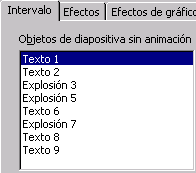 Intervalo Efectos Efectos de gráfico
Objetos de diapositiva sin animación
Texto 1
Texto 2
Explosión 3
Explosión 5
Texto 6
Explosión 7
Texto 8
Texto 9